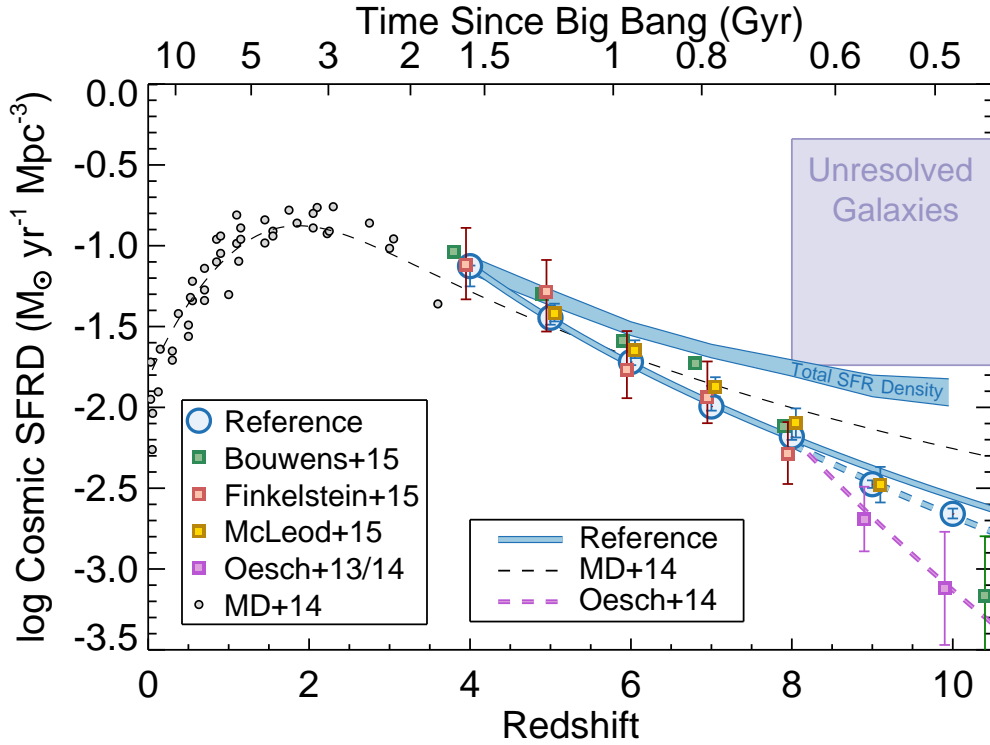 Time Since Big Bang (Gyr)
10 5 4 3 2 1.5 1 0.8 0.6 0.5
log Cosmic SFRD (M☉ yr⁻¹ Mpc⁻³)
0.0
-0.5
-1.0
-1.5
-2.0
-2.5
-3.0
-3.5
Unresolved
Galaxies
Total SFR Density
Reference
Bouwens+15
Finkelstein+15
McLeod+15
Oesch+13/14
MD+14
Reference
MD+14
Oesch+14
0 2 4 6 8 10
Redshift